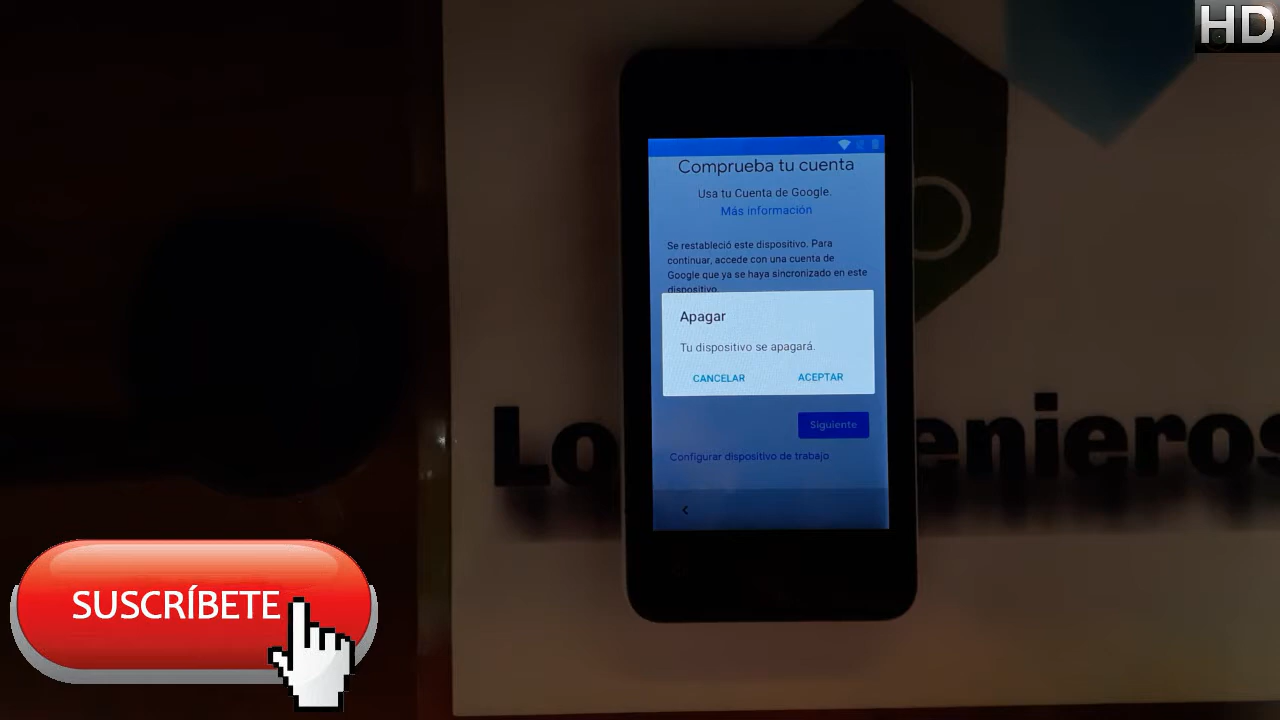 HD
Comprueba tu cuenta
Usa tu Cuenta de Google.
Más información
Se restableció este dispositivo. Para
continuar, accede con una cuenta de
Google que ya se haya sincronizado en este
dispositivo.
Apagar
Tu dispositivo se apagará.
CANCELAR ACEPTAR
Siguiente
Configurar dispositivo de trabajo
Lo enieros
SUSCRÍBETE